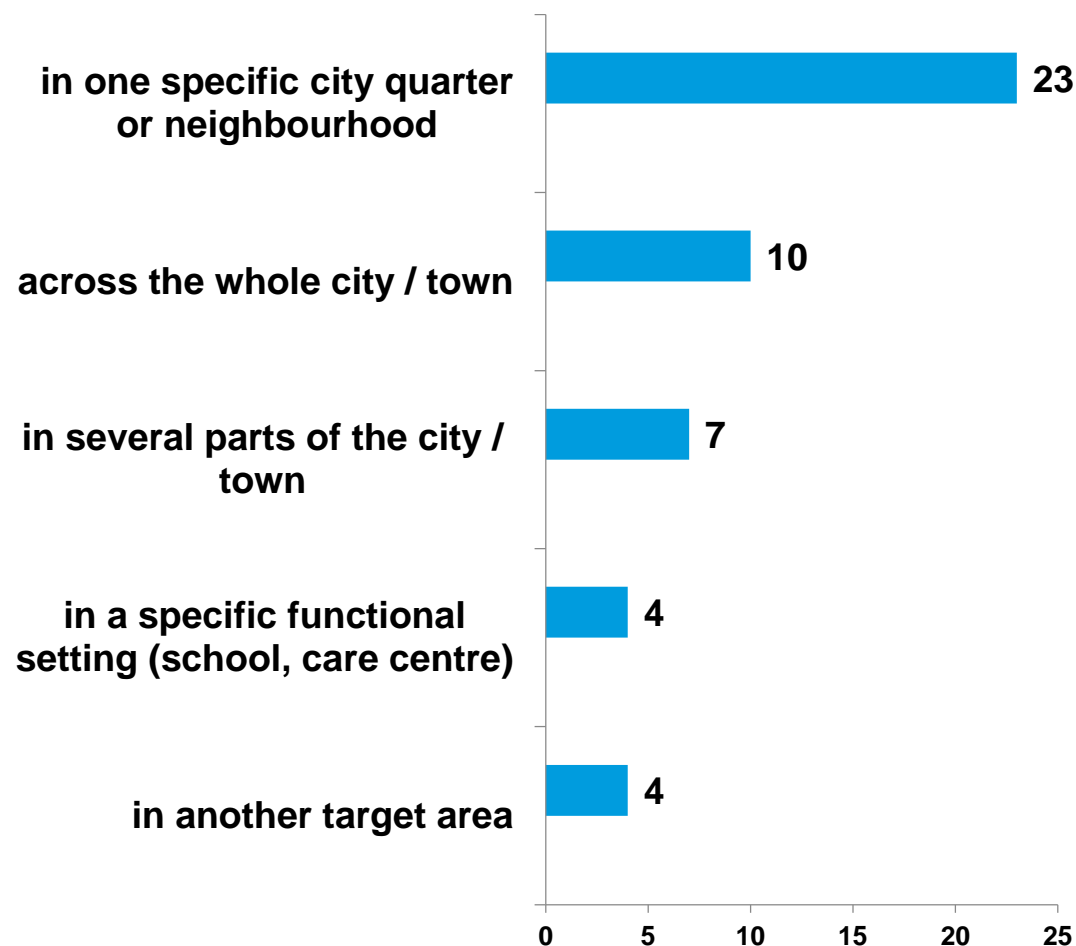 in one specific city quarter
or neighbourhood
23
across the whole city / town
10
in several parts of the city /
town
7
in a specific functional
setting (school, care centre)
4
in another target area
4
0 5 10 15 20 25